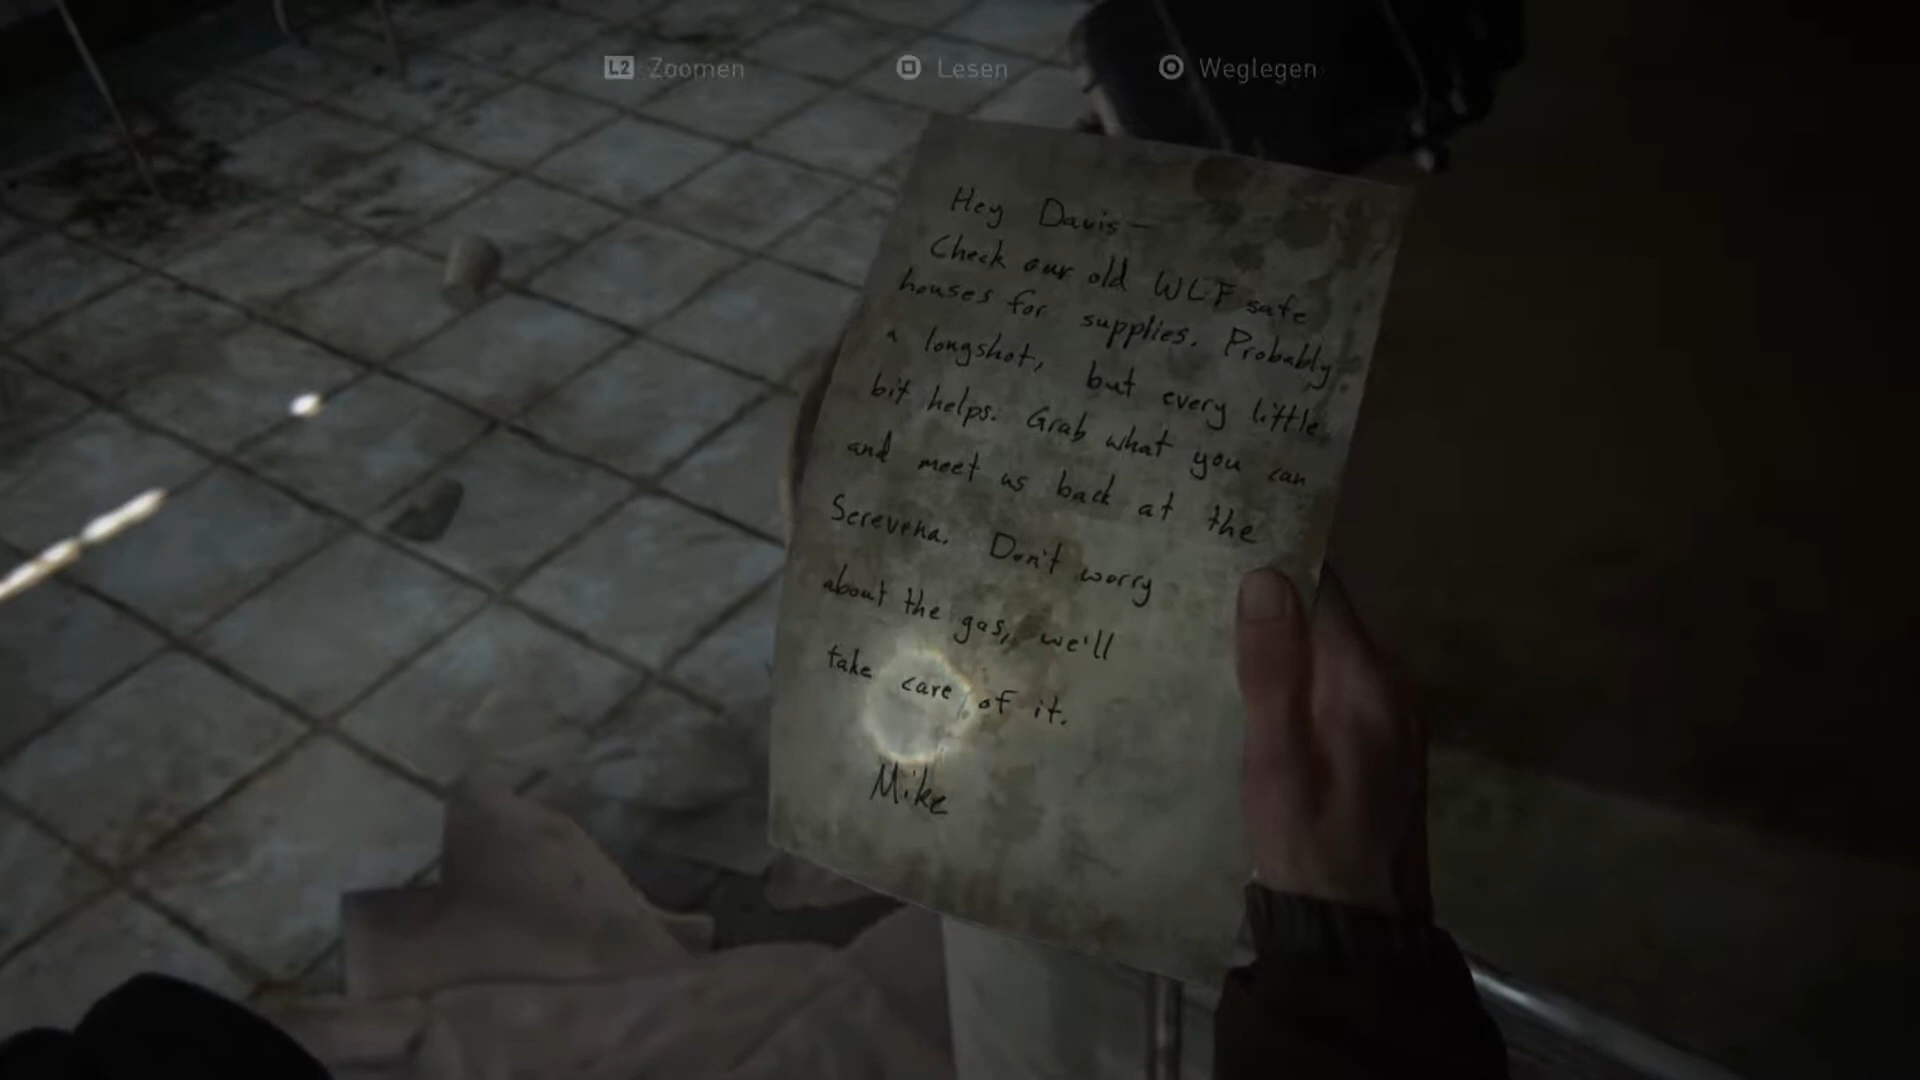 L2 Zoomen Lesen Weglegen
Hey Davis—
Check our old WLF safe
houses for supplies. Probably
a longshot, but every little
bit helps. Grab what you can
and meet us back at the
Serevena. Don't worry
about the gas, we'll
take care of it.
Mike